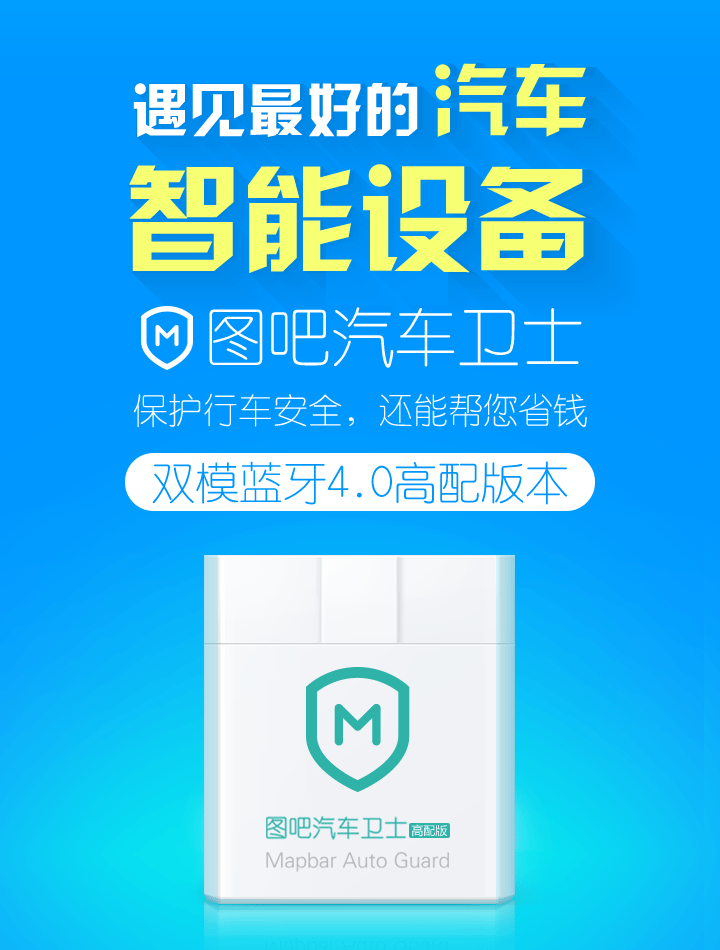 遇见最好的汽车
智能设备
M 图吧汽车卫士
保护行车安全，还能帮您省钱
双模蓝牙4.0高配版本
M
图吧汽车卫士 高配版
Mapbar Auto Guard